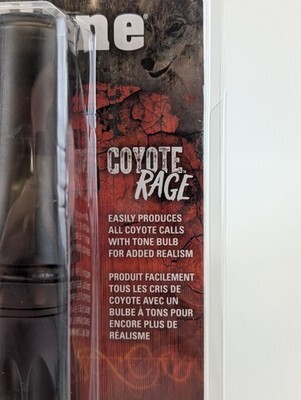 ne®
COYOTE
RAGE
EASILY PRODUCES
ALL COYOTE CALLS
WITH TONE BULB
FOR ADDED REALISM
PRODUIT FACILEMENT
TOUS LES CRIS DE
COYOTE AVEC UN
BULBE À TONS POUR
ENCORE PLUS DE
RÉALISME